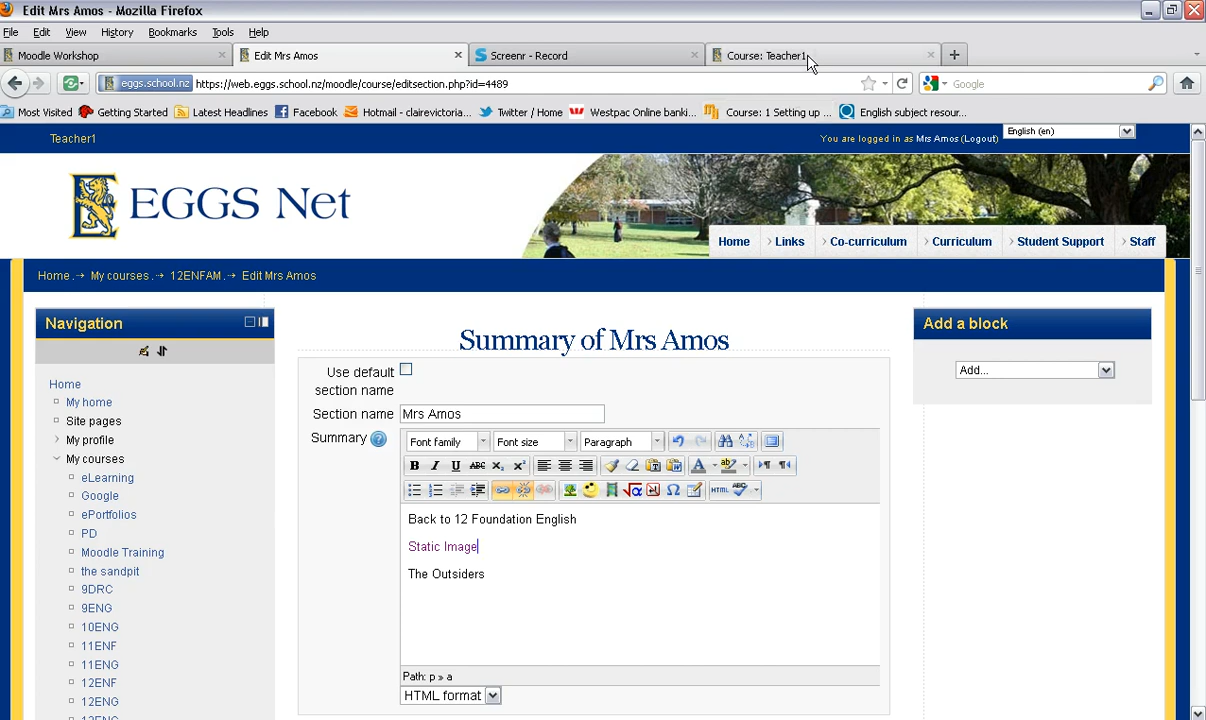 Edit Mrs Amos - Mozilla Firefox
File Edit View History Bookmarks Tools Help
Moodle Workshop × Edit Mrs Amos × Screenr - Record × Course: Teacher1 × +
eggs.school.nz https://web.eggs.school.nz/moodle/course/editsection.php?id=4489 Google
Most Visited Getting Started Latest Headlines Facebook Hotmail - clairevictoria... Twitter / Home Westpac Online banki... Course: 1 Setting up ... English subject resour...
Teacher1 You are logged in as Mrs Amos (Logout) English (en)
EGGS Net
Home Links Co-curriculum Curriculum Student Support Staff
Home → My courses → 12ENFAM → Edit Mrs Amos
Navigation
Home
My home
Site pages
My profile
My courses
eLearning
Google
ePortfolios
PD
Moodle Training
the sandpit
9DRC
9ENG
10ENG
11ENF
11ENG
12ENF
12ENG
Summary of Mrs Amos
Use default
section name
Section name Mrs Amos
Summary
Font family Font size Paragraph
B I U ABC X₂ X²
HTML ABC
Back to 12 Foundation English
Static Image
The Outsiders
Path: p » a
HTML format
Add a block
Add...